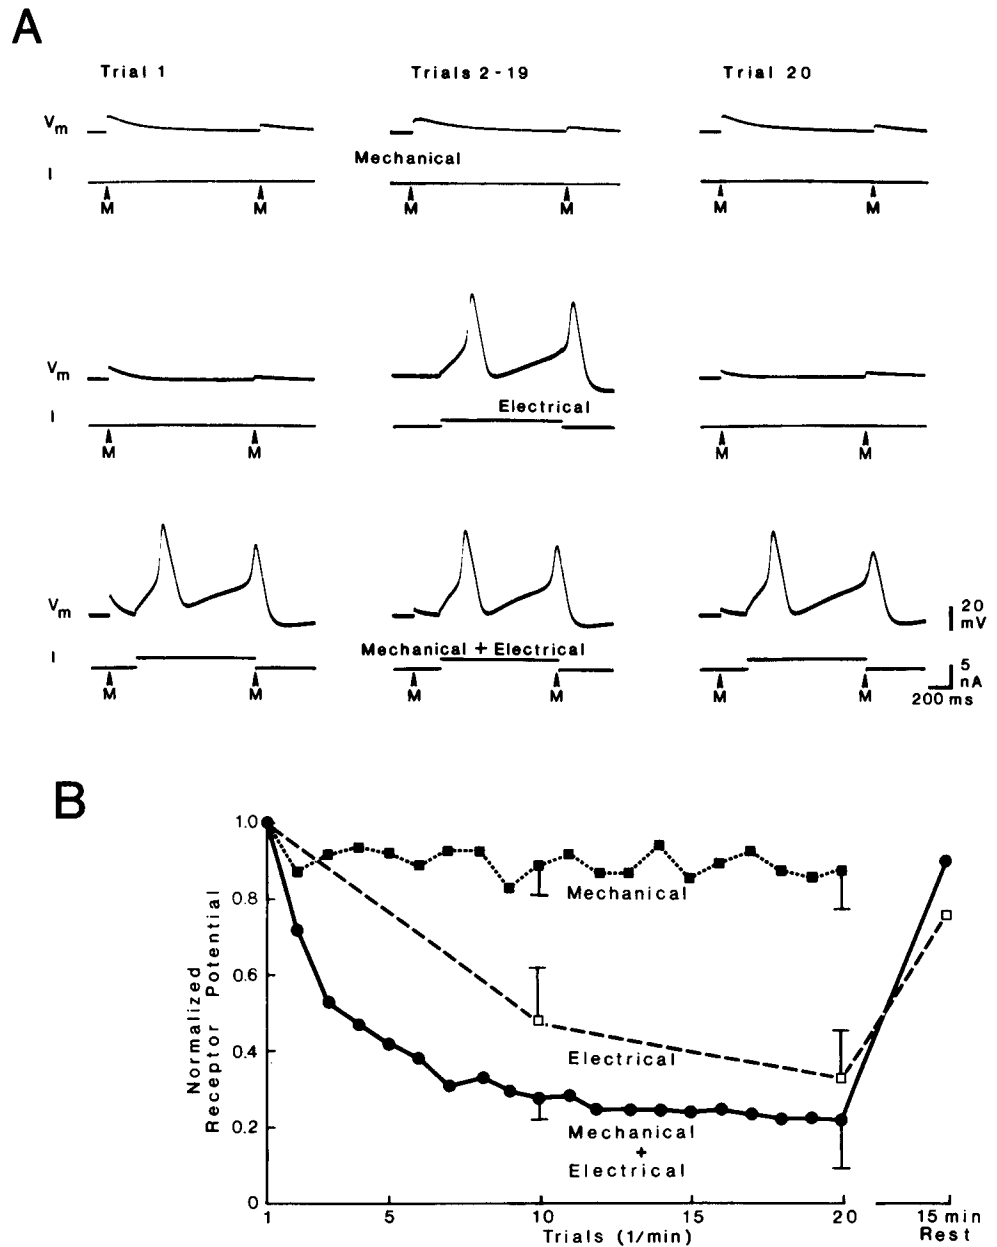 A
Trial 1
Trials 2-19
Trial 20
Vm
Mechanical
I
M
M
M
M
M
M
Vm
Electrical
I
M
M
M
M
Vm
20
mV
Mechanical + Electrical
I
5
nA
M
M
M
M
M
M
200 ms
B
Normalized
Receptor Potential
1.0
0.8
0.6
0.4
0.2
0
Mechanical
Electrical
Mechanical
+
Electrical
1
5
10
15
20
15 min
Rest
Trials (1/min)